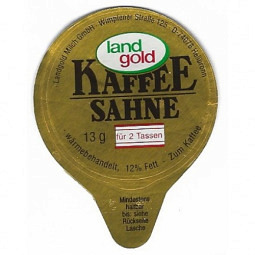 Landgold Milch GmbH · Wimpfener Straße 125 · D-74078 Heilbronn
land
gold
KAFFEE
SAHNE
13 g
für 2 Tassen
wärmebehandelt, 12% Fett - Zum Kaffee
Mindestens
haltbar
bis: siehe
Rückseite
Lasche